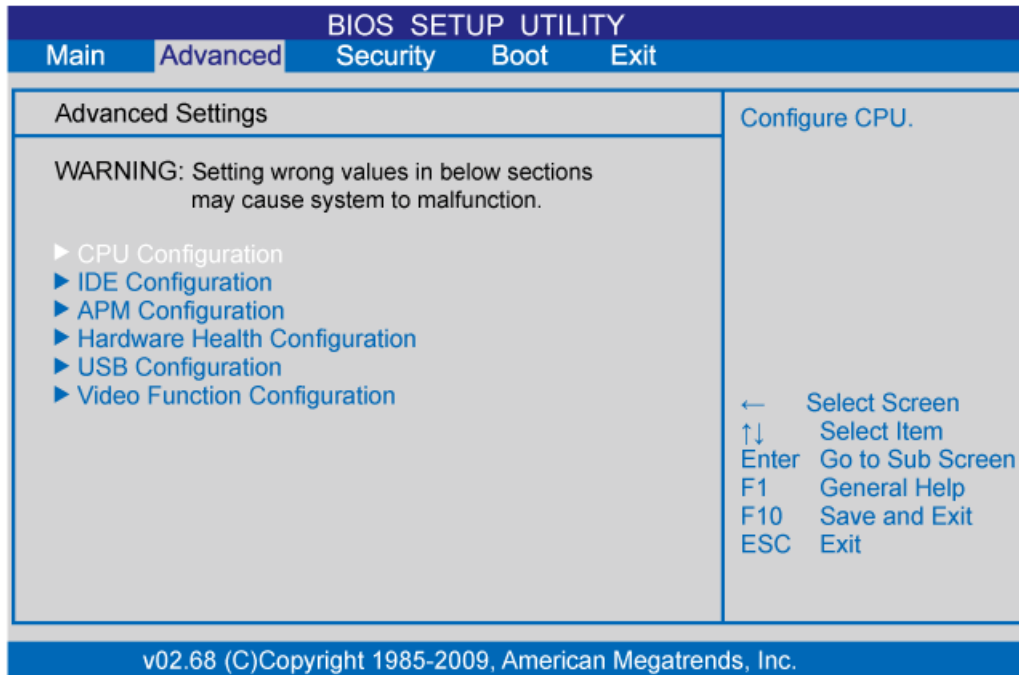 BIOS SETUP UTILITY
Main Advanced Security Boot Exit
Advanced Settings
WARNING: Setting wrong values in below sections
may cause system to malfunction.
▶ CPU Configuration
▶ IDE Configuration
▶ APM Configuration
▶ Hardware Health Configuration
▶ USB Configuration
▶ Video Function Configuration
Configure CPU.
← Select Screen
↑↓ Select Item
Enter Go to Sub Screen
F1 General Help
F10 Save and Exit
ESC Exit
v02.68 (C)Copyright 1985-2009, American Megatrends, Inc.